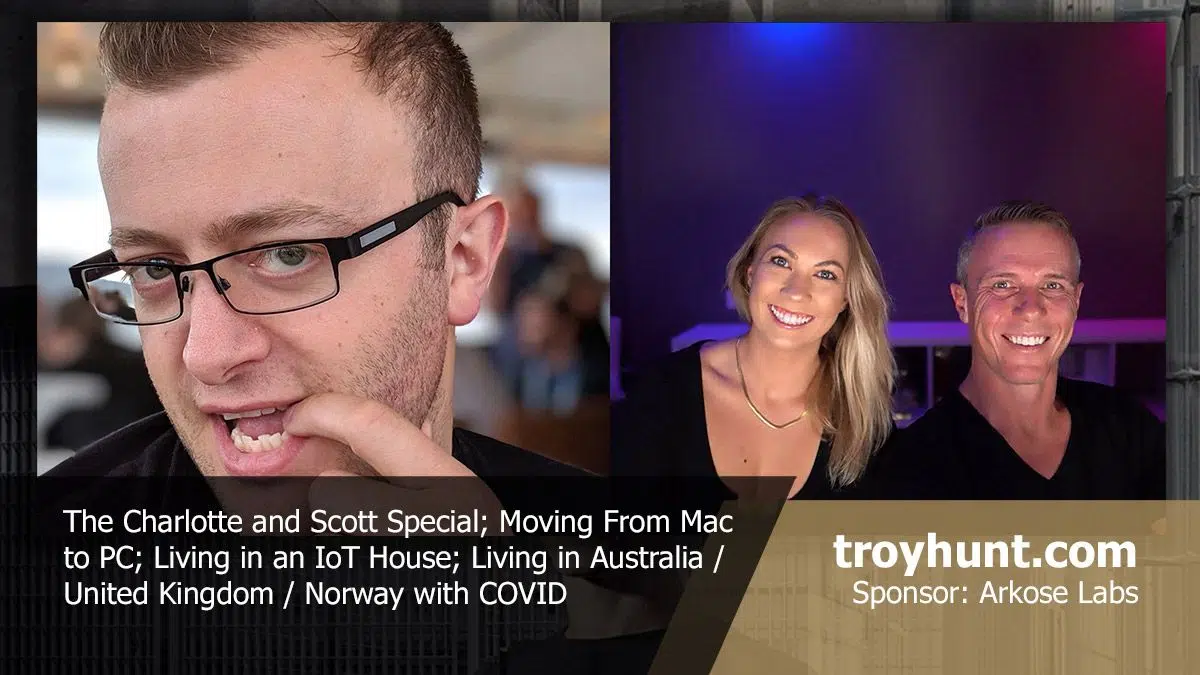 The Charlotte and Scott Special; Moving From Mac
to PC; Living in an IoT House; Living in Australia /
United Kingdom / Norway with COVID
troyhunt.com
Sponsor: Arkose Labs